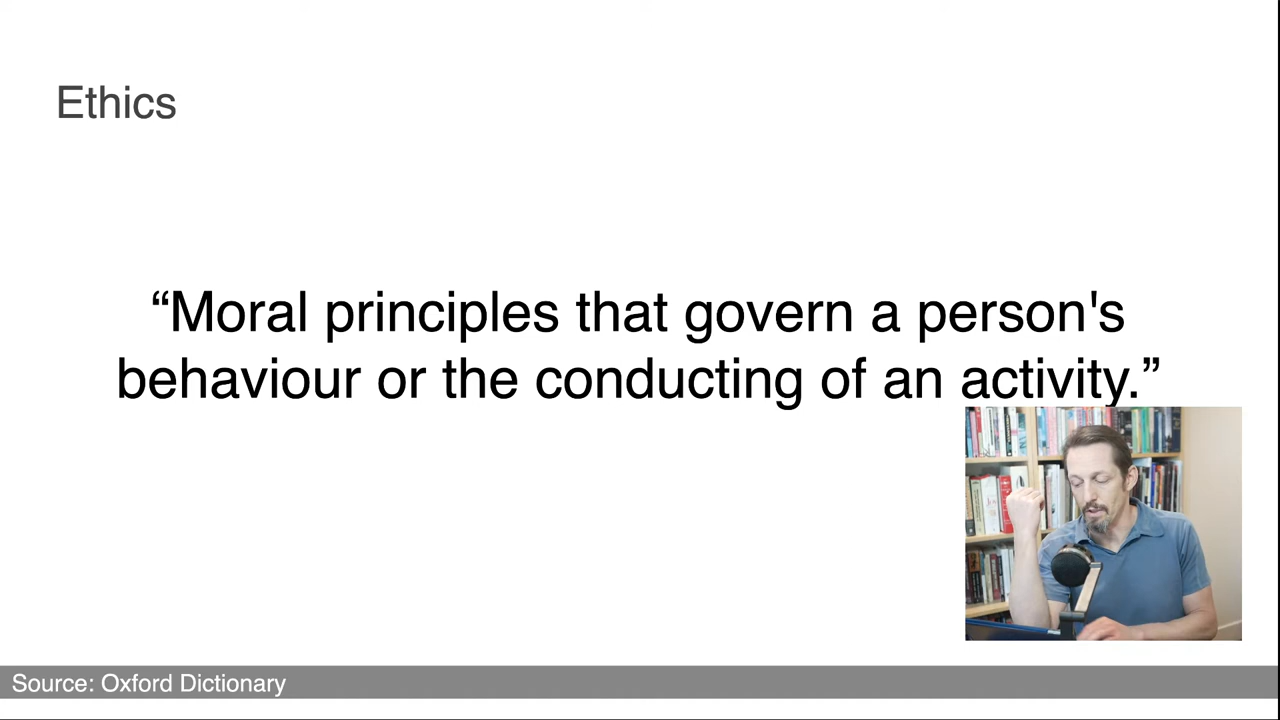 Ethics
“Moral principles that govern a person's
behaviour or the conducting of an activity.”
Source: Oxford Dictionary